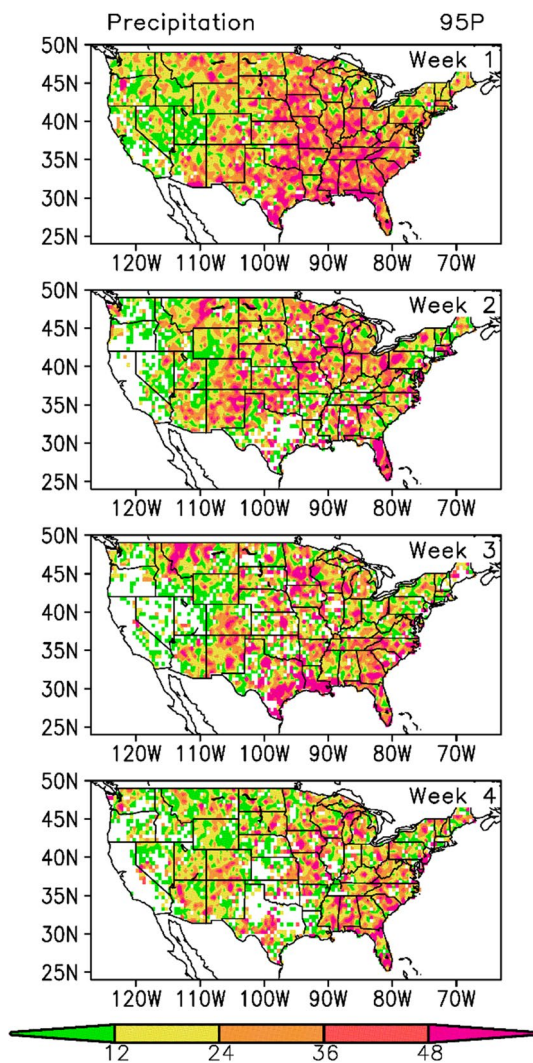 Precipitation 95P
50N Week 1
45N
40N
35N
30N
25N
120W 110W 100W 90W 80W 70W
50N Week 2
45N
40N
35N
30N
25N
120W 110W 100W 90W 80W 70W
50N Week 3
45N
40N
35N
30N
25N
120W 110W 100W 90W 80W 70W
50N Week 4
45N
40N
35N
30N
25N
120W 110W 100W 90W 80W 70W
12 24 36 48